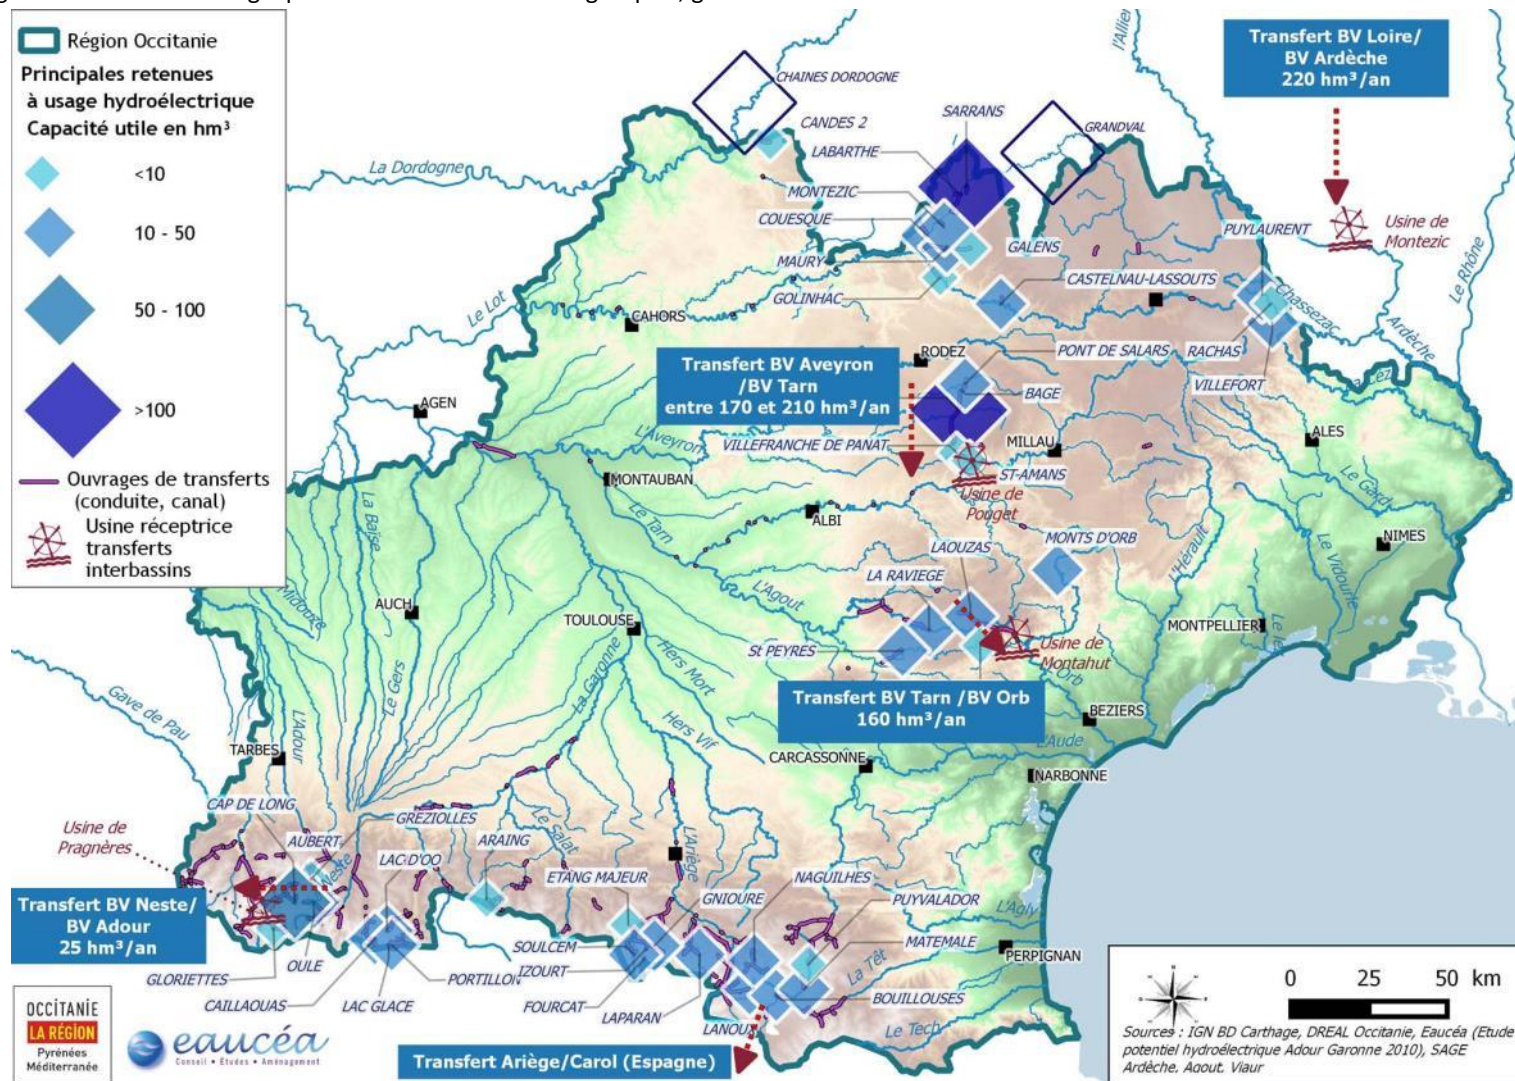 Région Occitanie
Principales retenues
à usage hydroélectrique
Capacité utile en hm³
<10
10 - 50
50 - 100
>100
Ouvrages de transferts
(conduite, canal)
Usine réceptrice
transferts
interbassins
Transfert BV Loire/
BV Ardèche
220 hm³/an
l'Allier
CHAINES DORDOGNE
CANDES 2
SARRANS
GRANDVAL
LABARTHE
La Dordogne
MONTEZIC
COUESQUE
Usine de
Montezic
PUYLAURENT
GALENS
MAURY
CASTELNAU-LASSOUTS
GOLINHAC
Le Rhône
Chassezac
Ardèche
Le Lot
CAHORS
RODEZ
PONT DE SALARS
RACHAS
Transfert BV Aveyron
/BV Tarn
entre 170 et 210 hm³/an
BAGE
VILLEFORT
La Cèz
AGEN
L'Aveyron
VILLEFRANCHE DE PANAT
MILLAU
ALES
ST-AMANS
MONTAUBAN
Usine de
Pouget
Le Gard
La Baïse
Le Tarn
ALBI
NIMES
LAOUZAS
MONTS D'ORB
L'Hérault
Le Vidourle
LA RAVIEGE
L'Agout
Midouze
AUCH
TOULOUSE
MONTPELLIER
Le lez
St PEYRES
Usine de
Montahut
Hers Mort
L'Orb
Le Gers
La Garonne
Gave de Pau
Transfert BV Tarn /BV Orb
160 hm³/an
L'Adour
Hers Vif
BEZIERS
L'Aude
TARBES
CARCASSONNE
NARBONNE
CAP DE LONG
GREZIOLLES
Usine de
Pragnères
AUBERT
LAC D'OO
ARAING
Le Salat
L'Ariège
Neste
ETANG MAJEUR
NAGUILHES
GNIOURE
PUYVALADOR
Transfert BV Neste/
BV Adour
25 hm³/an
L'Agly
SOULCEM
MATEMALE
PERPIGNAN
OULE
IZOURT
La Têt
GLORIETTES
PORTILLON
CAILLAOUAS
LAC GLACE
FOURCAT
LAPARAN
BOUILLOUSES
LANOUX
Le Tech
Transfert Ariège/Carol (Espagne)
OCCITANIE
LA RÉGION
Pyrénées
Méditerranée
eaucéa
Conseil • Études • Aménagement
0 25 50 km
Sources : IGN BD Carthage, DREAL Occitanie, Eaucéa (Etude
potentiel hydroélectrique Adour Garonne 2010), SAGE
Ardèche, Agout, Viaur